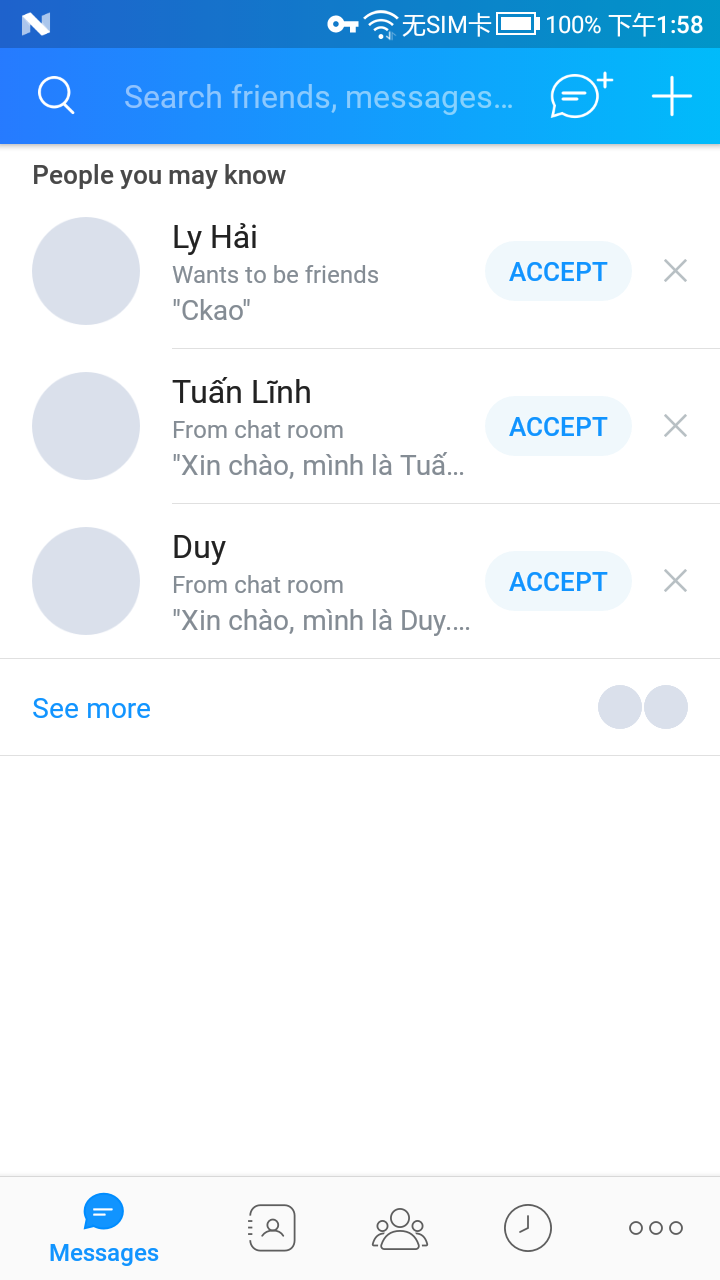 无SIM卡 100% 下午1:58
Search friends, messages...
People you may know
Ly Hải
Wants to be friends
"Ckao"
ACCEPT
Tuấn Lĩnh
From chat room
"Xin chào, mình là Tuấ...
ACCEPT
Duy
From chat room
"Xin chào, mình là Duy....
ACCEPT
See more
Messages